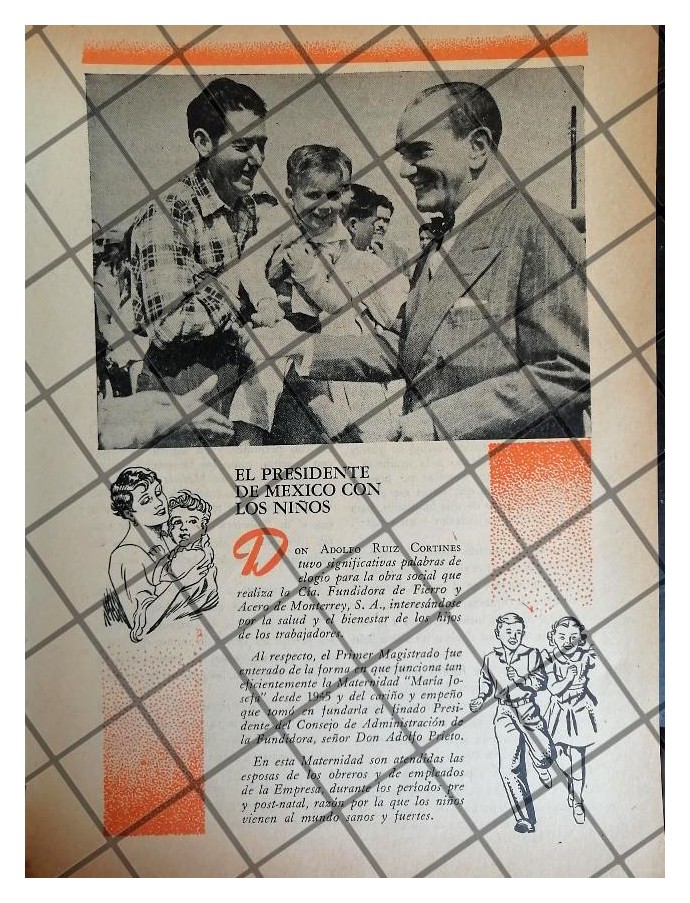 EL PRESIDENTE
DE MEXICO CON
LOS NIÑOS
DON ADOLFO RUIZ CORTINES
tuvo significativas palabras de
elogio para la obra social que
realiza la Cía. Fundidora de Fierro y
Acero de Monterrey, S. A., interesándose
por la salud y el bienestar de los hijos
de los trabajadores.
Al respecto, el Primer Magistrado fue
enterado de la forma en que funciona tan
eficientemente la Maternidad "María Jo-
sefa" desde 1945 y del cariño y empeño
que tomó en fundarla el finado Presi-
dente del Consejo de Administración de
la Fundidora, señor Don Adolfo Prieto.
En esta Maternidad son atendidas las
esposas de los obreros y de empleados
de la Empresa, durante los períodos pre
y post-natal, razón por la que los niños
vienen al mundo sanos y fuertes.